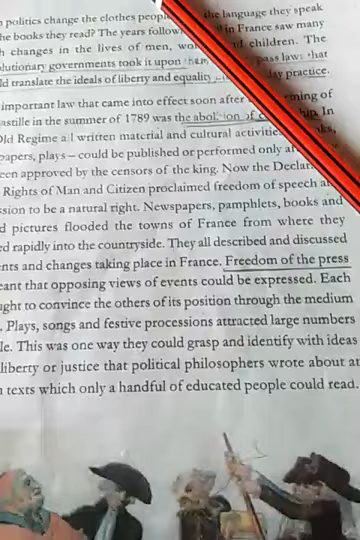 n politics change the clothes people the language they speak
he books they read? The years follow in France saw many
h changes in the lives of men, wom d children. The
olutionary governments took it upon pass laws that
ld translate the ideals of liberty and equality practice.
important law that came into effect soon after ming of
astille in the summer of 1789 was the abolition of c ip. In
Old Regime all written material and cultural activities
papers, plays – could be published or performed only a
een approved by the censors of the king. Now the Declar
Rights of Man and Citizen proclaimed freedom of speech a
ssion to be a natural right. Newspapers, pamphlets, books and
d pictures flooded the towns of France from where they
ed rapidly into the countryside. They all described and discussed
nts and changes taking place in France. Freedom of the press
eant that opposing views of events could be expressed. Each
ught to convince the others of its position through the medium
. Plays, songs and festive processions attracted large numbers
le. This was one way they could grasp and identify with ideas
liberty or justice that political philosophers wrote about at
n texts which only a handful of educated people could read.